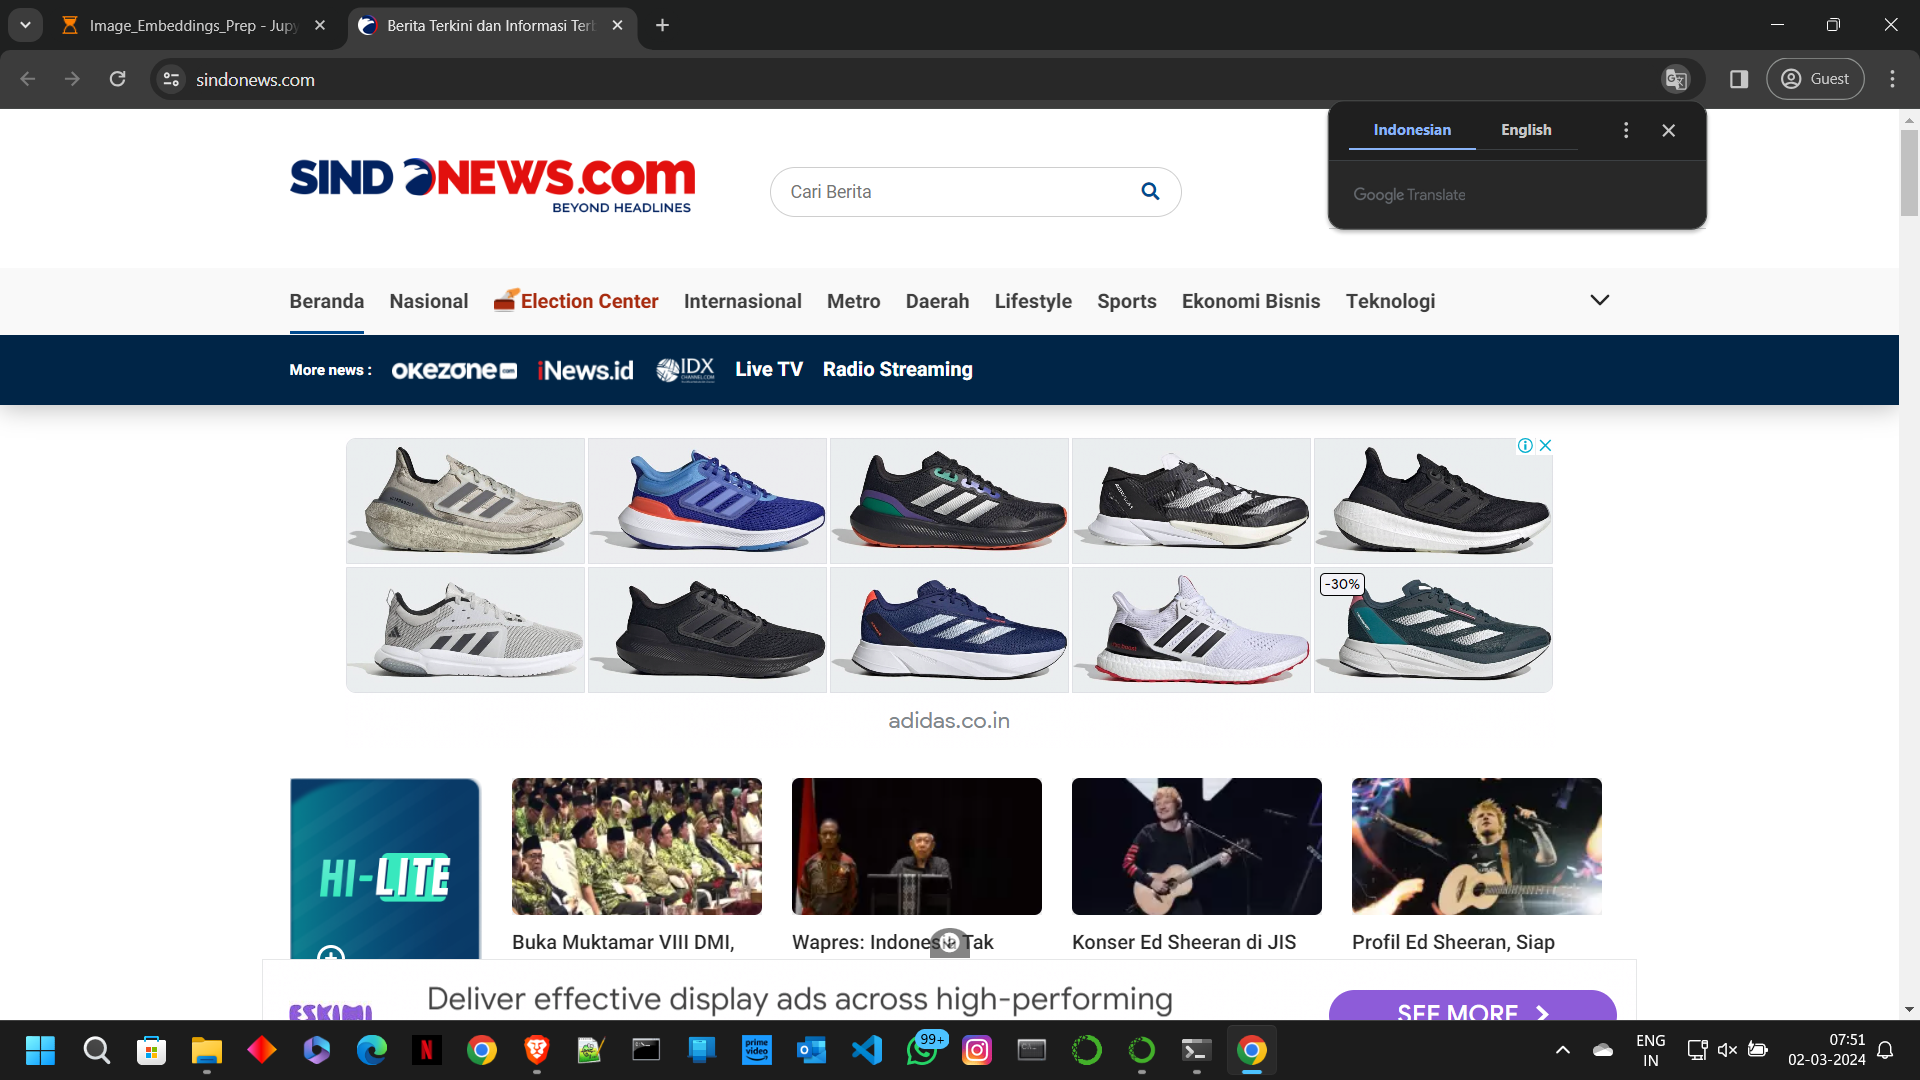 Image_Embeddings_Prep - Jupy
Berita Terkini dan Informasi Ter
sindonews.com
Guest
Indonesian
English
Google Translate
SINDONEWS.com
BEYOND HEADLINES
Cari Berita
Beranda
Nasional
Election Center
Internasional
Metro
Daerah
Lifestyle
Sports
Ekonomi Bisnis
Teknologi
More news :
OKEZONE
iNews.id
IDX
Live TV
Radio Streaming
-30%
adidas.co.in
HI-LITE
Buka Muktamar VIII DMI,
Wapres: Indonesia Tak
Konser Ed Sheeran di JIS
Profil Ed Sheeran, Siap
ESKIMI
Deliver effective display ads across high-performing
SEE MORE
prime video
99+
ENG
IN
07:51
02-03-2024